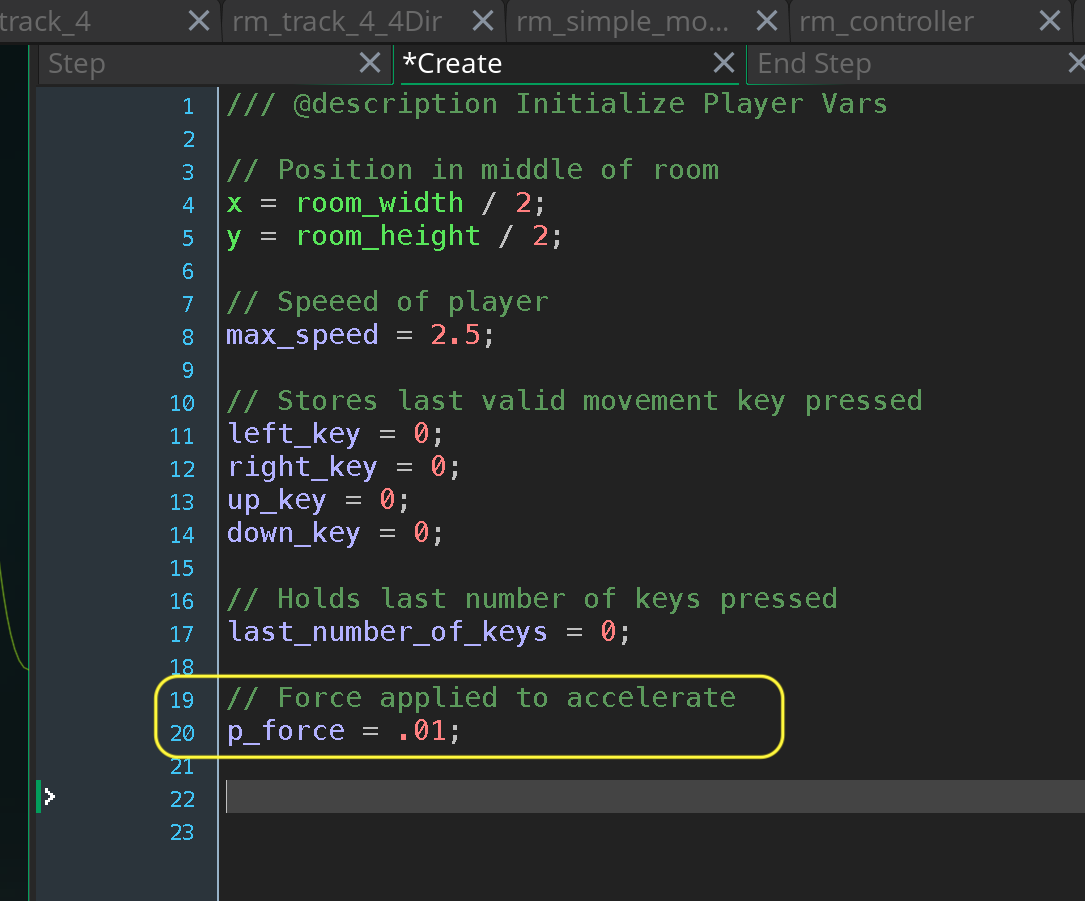 track_4 rm_track_4_4Dir rm_simple_mo... rm_controller
Step *Create End Step
1 /// @description Initialize Player Vars
2
3 // Position in middle of room
4 x = room_width / 2;
5 y = room_height / 2;
6
7 // Speeed of player
8 max_speed = 2.5;
9
10 // Stores last valid movement key pressed
11 left_key = 0;
12 right_key = 0;
13 up_key = 0;
14 down_key = 0;
15
16 // Holds last number of keys pressed
17 last_number_of_keys = 0;
18
19 // Force applied to accelerate
20 p_force = .01;
21
22
23